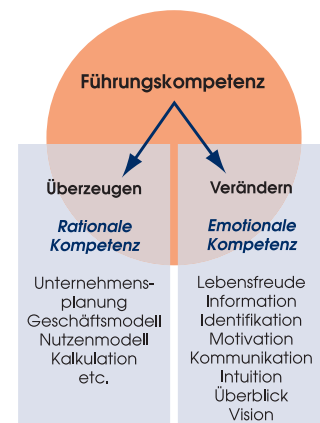 Führungskompetenz
Überzeugen
Rationale
Kompetenz
Unternehmens-
planung
Geschäftsmodell
Nutzenmodell
Kalkulation
etc.
Verändern
Emotionale
Kompetenz
Lebensfreude
Information
Identifikation
Motivation
Kommunikation
Intuition
Überblick
Vision